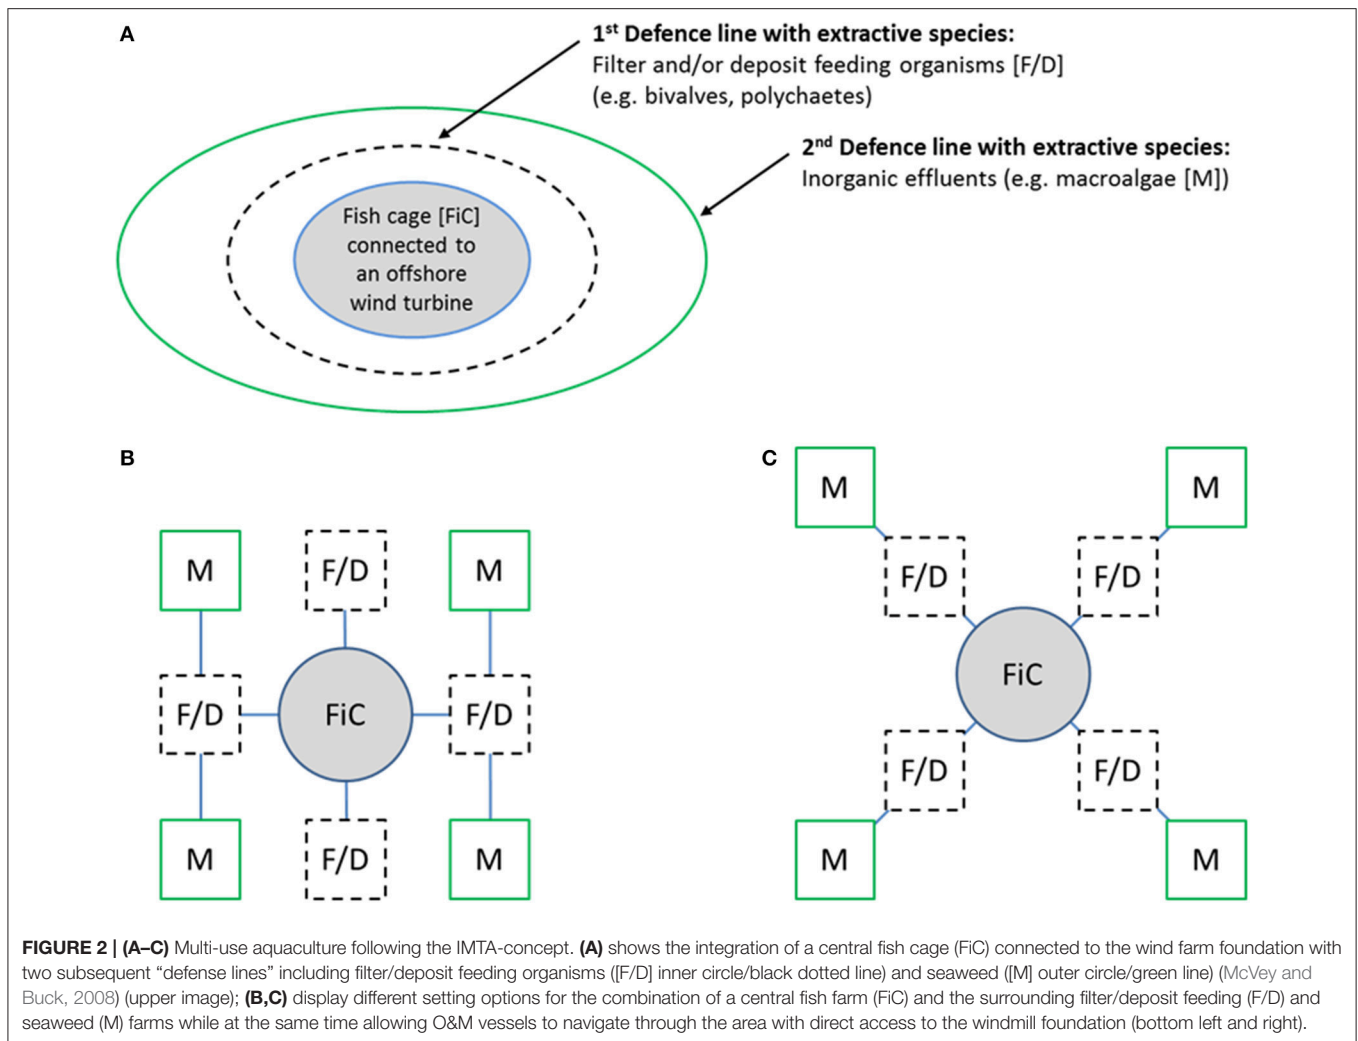 A
1st Defence line with extractive species:
Filter and/or deposit feeding organisms [F/D]
(e.g. bivalves, polychaetes)
2nd Defence line with extractive species:
Inorganic effluents (e.g. macroalgae [M])
Fish cage [FiC]
connected to
an offshore
wind turbine
B
M
F/D
M
F/D
FiC
F/D
M
F/D
M
C
M
M
F/D
F/D
FiC
F/D
F/D
M
M
FIGURE 2 | (A–C) Multi-use aquaculture following the IMTA-concept. (A) shows the integration of a central fish cage (FiC) connected to the wind farm foundation with
two subsequent “defense lines” including filter/deposit feeding organisms ([F/D] inner circle/black dotted line) and seaweed ([M] outer circle/green line) (McVey and
Buck, 2008) (upper image); (B,C) display different setting options for the combination of a central fish farm (FiC) and the surrounding filter/deposit feeding (F/D) and
seaweed (M) farms while at the same time allowing O&M vessels to navigate through the area with direct access to the windmill foundation (bottom left and right).